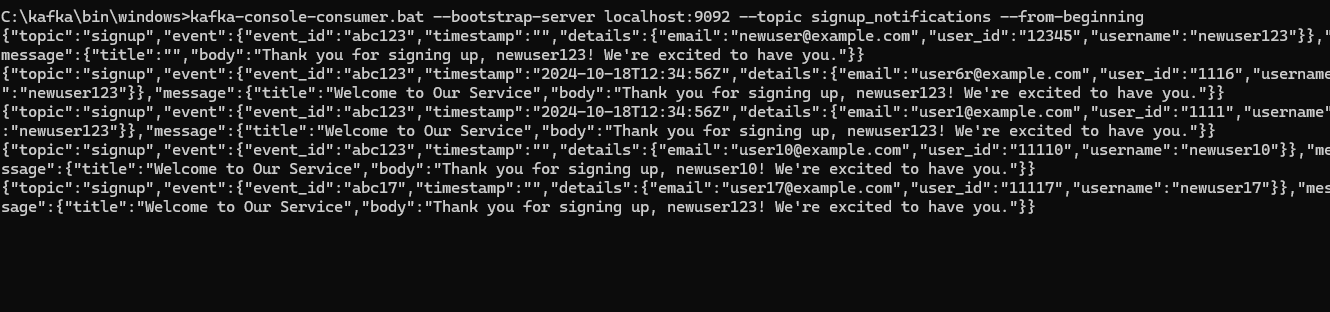 C:\kafka\bin\windows>kafka-console-consumer.bat --bootstrap-server localhost:9092 --topic signup_notifications --from-beginning
{"topic":"signup","event":{"event_id":"abc123","timestamp":"","details":{"email":"newuser@example.com","user_id":"12345","username":"newuser123"}},"
message":{"title":"","body":"Thank you for signing up, newuser123! We're excited to have you."}}
{"topic":"signup","event":{"event_id":"abc123","timestamp":"2024-10-18T12:34:56Z","details":{"email":"user6r@example.com","user_id":"1116","username
":"newuser123"}},"message":{"title":"Welcome to Our Service","body":"Thank you for signing up, newuser123! We're excited to have you."}}
{"topic":"signup","event":{"event_id":"abc123","timestamp":"2024-10-18T12:34:56Z","details":{"email":"user1@example.com","user_id":"1111","username"
:"newuser123"}},"message":{"title":"Welcome to Our Service","body":"Thank you for signing up, newuser123! We're excited to have you."}}
{"topic":"signup","event":{"event_id":"abc123","timestamp":"","details":{"email":"user10@example.com","user_id":"11110","username":"newuser10"}},"me
ssage":{"title":"Welcome to Our Service","body":"Thank you for signing up, newuser10! We're excited to have you."}}
{"topic":"signup","event":{"event_id":"abc17","timestamp":"","details":{"email":"user17@example.com","user_id":"11117","username":"newuser17"}},"mes
sage":{"title":"Welcome to Our Service","body":"Thank you for signing up, newuser123! We're excited to have you."}}